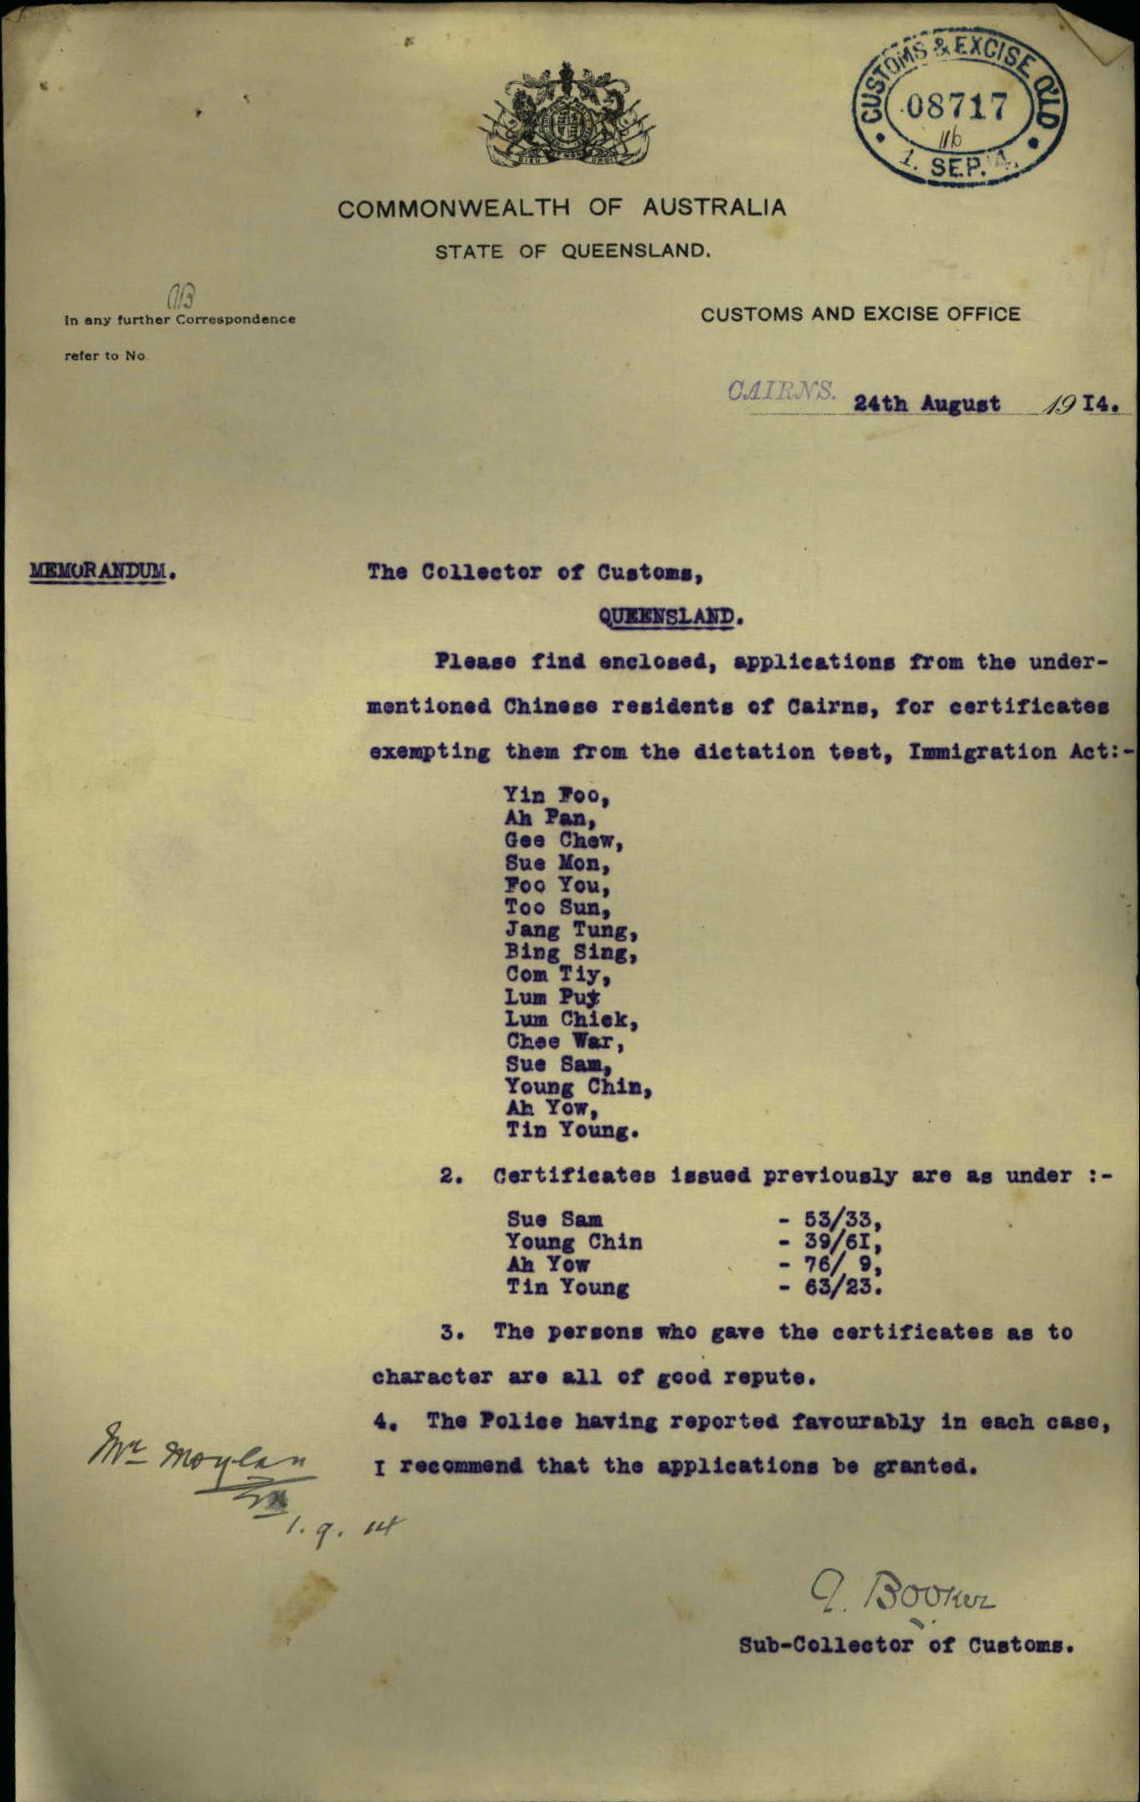 CUSTOMS & EXCISE Q'LD
08717
1. SEP.
COMMONWEALTH OF AUSTRALIA
STATE OF QUEENSLAND.
In any further Correspondence
refer to No
CUSTOMS AND EXCISE OFFICE
CAIRNS. 24th August 19 I4.
MEMORANDUM. The Collector of Customs,
QUEENSLAND.
Please find enclosed, applications from the under-
mentioned Chinese residents of Cairns, for certificates
exempting them from the dictation test, Immigration Act:-
Yin Foo,
Ah Pan,
Gee Chew,
Sue Mon,
Foo You,
Too Sun,
Jang Tung,
Bing Sing,
Com Tiy,
Lum
Lum Chick,
Chee War,
Sue Sam,
Young Chin,
Ah Yow,
Tin Young.
2. Certificates issued previously are as under :-
Sue Sam - 53/33,
Young Chin - 39/6I,
Ah Yow - 76/ 9,
Tin Young - 63/23.
3. The persons who gave the certificates as to
character are all of good repute.
4. The Police having reported favourably in each case,
I recommend that the applications be granted.
Mr Moylan
1. 9. 14
Booker
Sub-Collector of Customs.